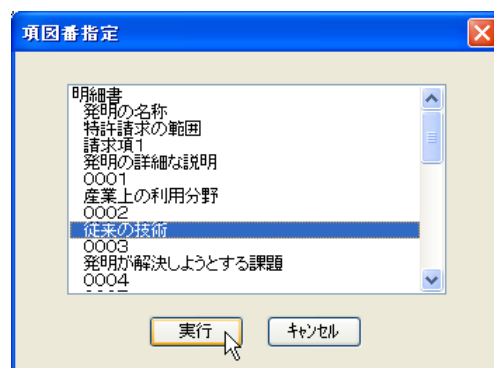 項図番指定
明細書
発明の名称
特許請求の範囲
請求項1
発明の詳細な説明
0001
産業上の利用分野
0002
従来の技術
0003
発明が解決しようとする課題
0004
実行
キャンセル